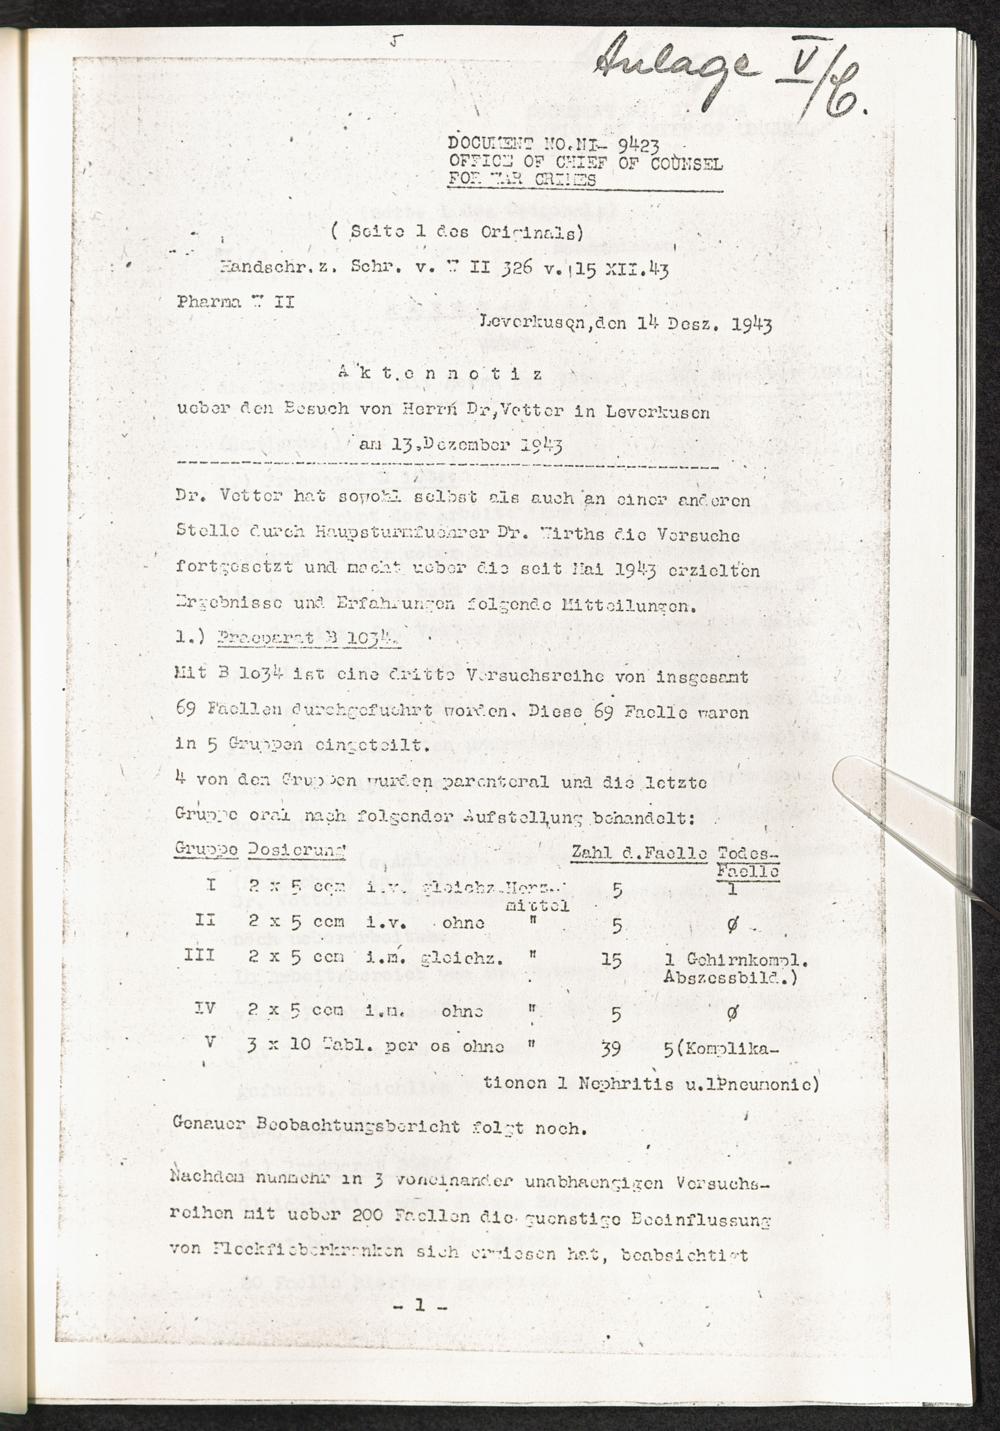 5
Anlage V/6.
DOCUMENT NO.NI- 9423
OFFICE OF CHIEF OF COUNSEL
FOR WAR CRIMES
( Seite 1 des Originals)
Handschr.z. Schr. v. W II 326 v. 15 XII.43
Pharma W II
Leverkusen,den 14 Desz. 1943
A k t e n n o t i z
ueber den Besuch von Herrn Dr,Vetter in Leverkusen
am 13.Dezember 1943
Dr. Vetter hat sowohl selbst als auch an einer anderen
Stelle durch Haupsturmfuehrer Dr. Wirths die Versuche
fortgesetzt und macht ueber die seit Mai 1943 erzielten
Ergebnisse und Erfahrungen folgende Mitteilungen.
1.) Praeparat B 1034.
Mit B 1o34 ist eine dritte Versuchsreihe von insgesamt
69 Faellen durchgefuehrt worden. Diese 69 Faelle waren
in 5 Gruppen eingeteilt.
4 von den Gruppen wurden parenteral und die letzte
Gruppe oral nach folgender Aufstellung behandelt:
Gruppe Dosierung Zahl d.Faelle Todes-
Faelle
I 2 x 5 ccm i.v. gleichz.Herz- 5 1
mittel
II 2 x 5 ccm i.v. ohne " 5 ø
III 2 x 5 ccm i.m. gleichz. " 15 1 Gehirnkompl.
Abszessbild.)
IV 2 x 5 ccm i.m. ohne " 5 ø
V 3 x 10 Tabl. per os ohne " 39 5(Komplika-
tionen 1 Nephritis u.1Pneumonie)
Genauer Beobachtungsbericht folgt noch.
Nachdem nunmehr in 3 voneinander unabhaengigen Versuchs-
reihen mit ueber 200 Faellen die guenstige Beeinflussung
von Fleckfieberkranken sich erwiesen hat, beabsichtigt
- 1 -